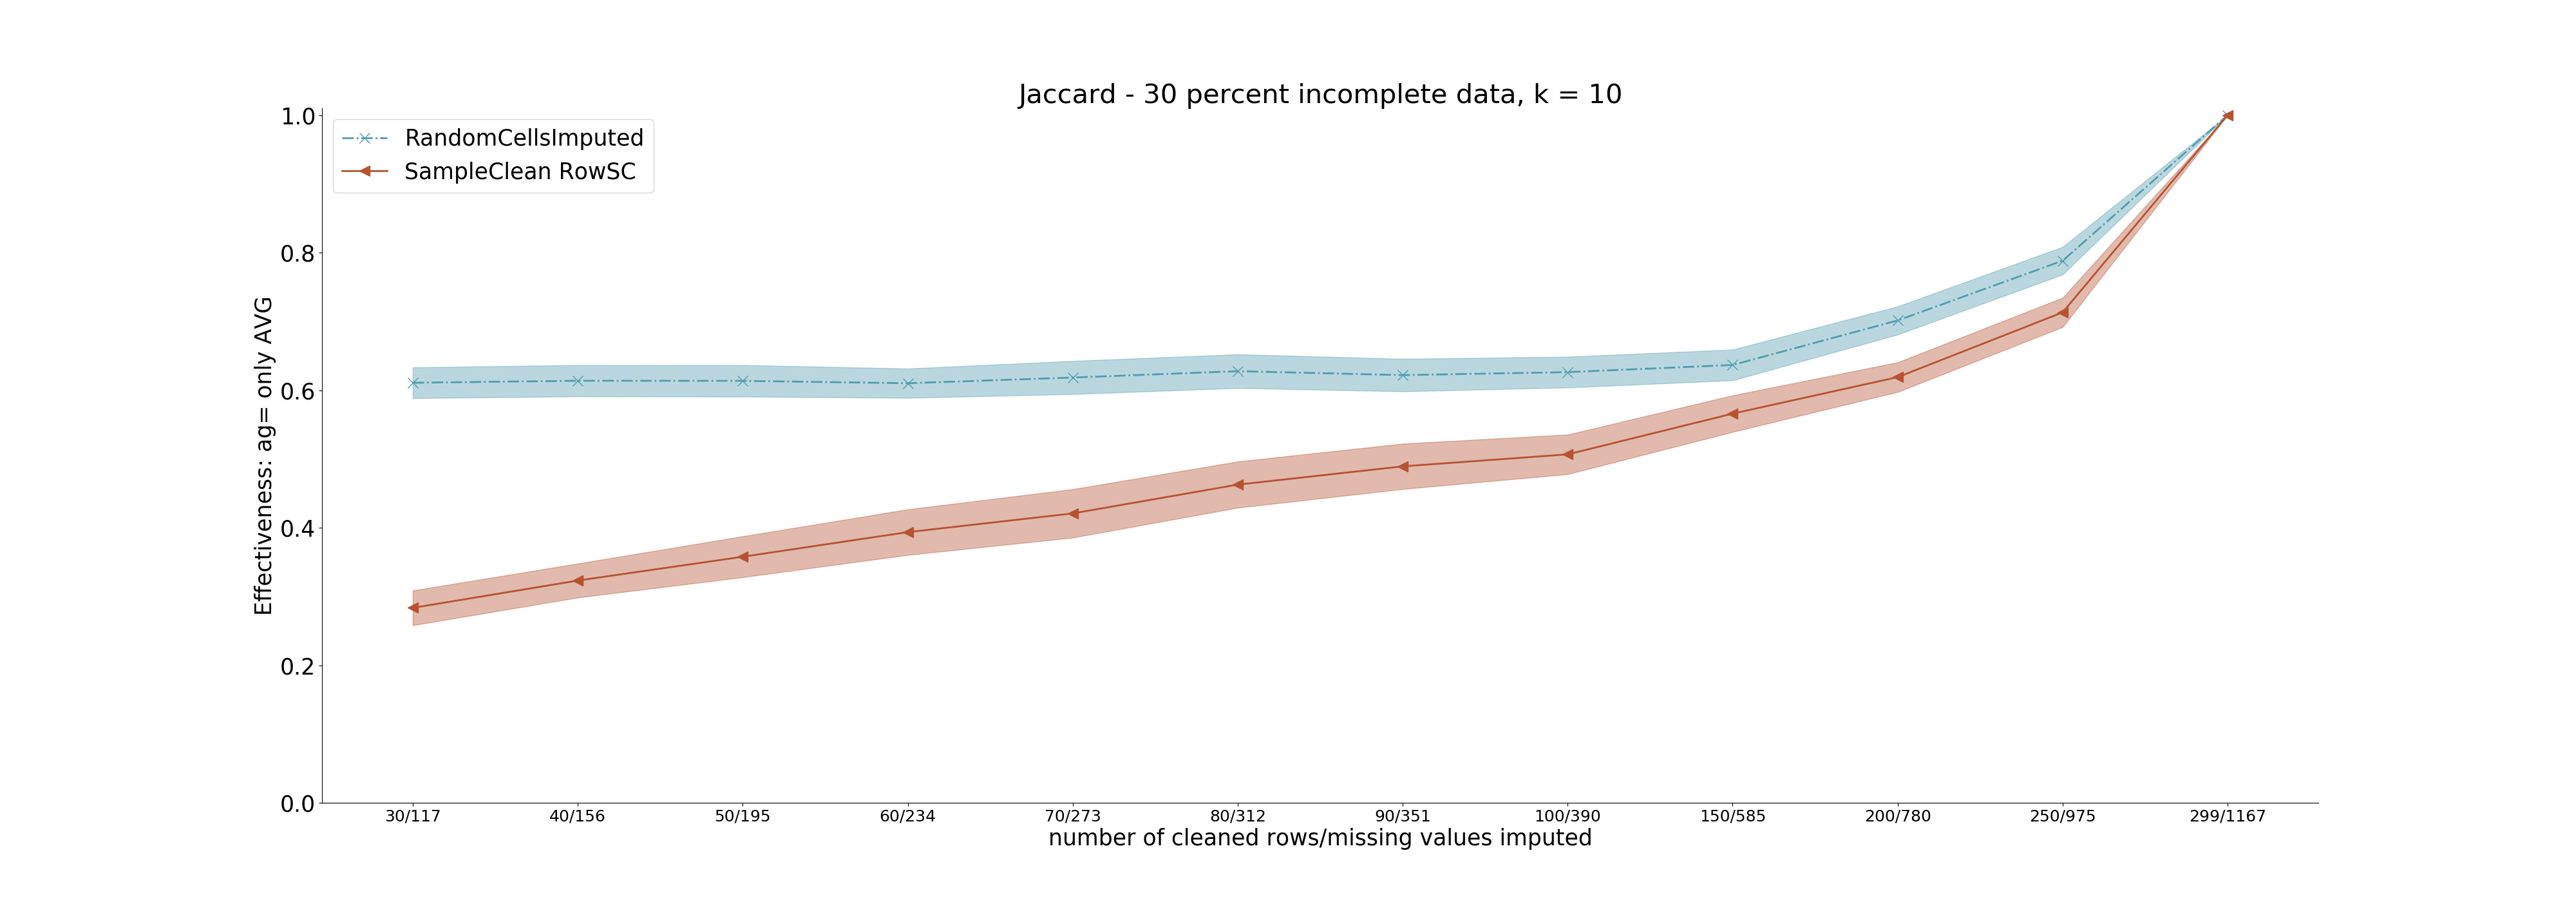 Jaccard - 30 percent incomplete data, k = 10
RandomCellsImputed
SampleClean RowSC
Effectiveness: ag= only AVG
1.0
0.8
0.6
0.4
0.2
0.0
30/117 40/156 50/195 60/234 70/273 80/312 90/351 100/390 150/585 200/780 250/975 299/1167
number of cleaned rows/missing values imputed